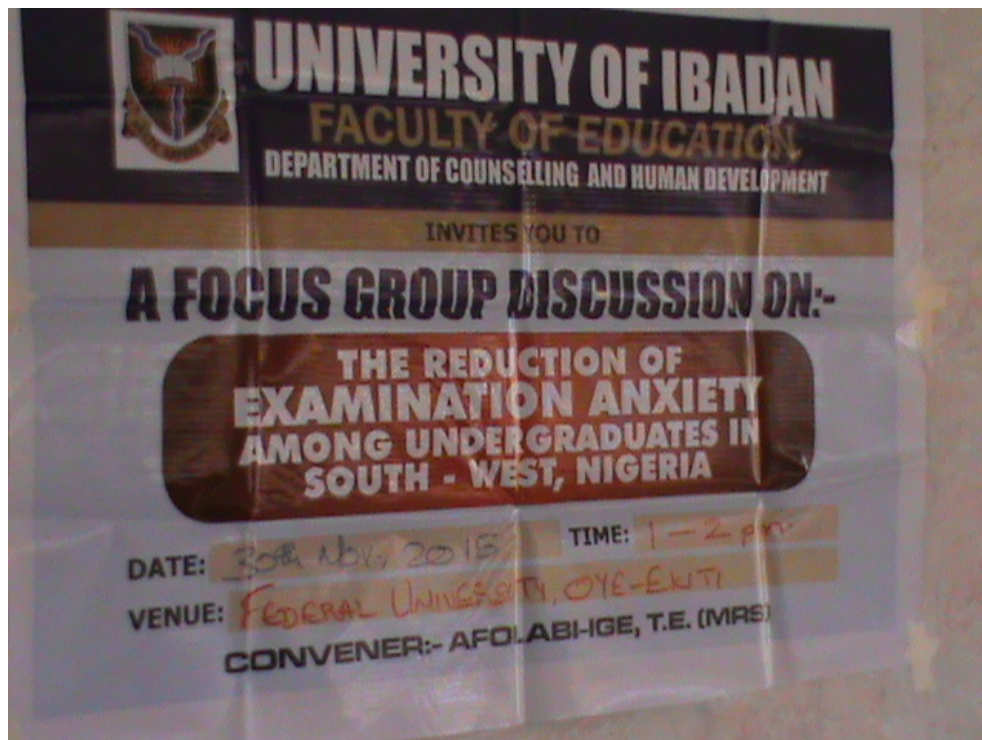 UNIVERSITY OF IBADAN
FACULTY OF EDUCATION
DEPARTMENT OF COUNSELLING AND HUMAN DEVELOPMENT
INVITES YOU TO
A FOCUS GROUP DISCUSSION ON:-
THE REDUCTION OF
EXAMINATION ANXIETY
AMONG UNDERGRADUATES IN
SOUTH - WEST, NIGERIA
DATE: 30th Nov, 2015 TIME: 1 - 2 pm
VENUE: FEDERAL UNIVERSITY, OYE-EKITI
CONVENER:- AFOLABI-IGE, T.E. (MRS)